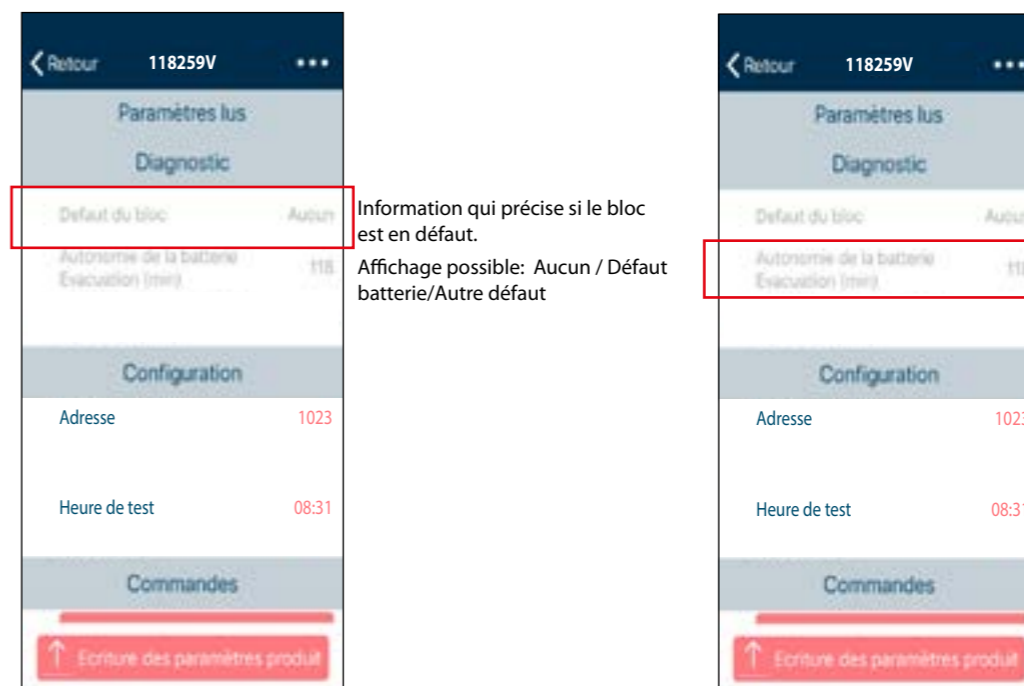 Retour 118259V
Paramètres lus
Diagnostic
Defaut du bloc Aucun
Autonomie de la batterie 118
Evacuation (min)
Configuration
Adresse 1023
Heure de test 08:31
Commandes
Ecriture des paramètres produit
Information qui précise si le bloc
est en défaut.
Affichage possible: Aucun / Défaut
batterie/Autre défaut
Retour 118259V
Paramètres lus
Diagnostic
Defaut du bloc
Autonomie de la batterie
Evacuation (min)
Configuration
Adresse 1023
Heure de test 08:31
Commandes
Ecriture des paramètres produit